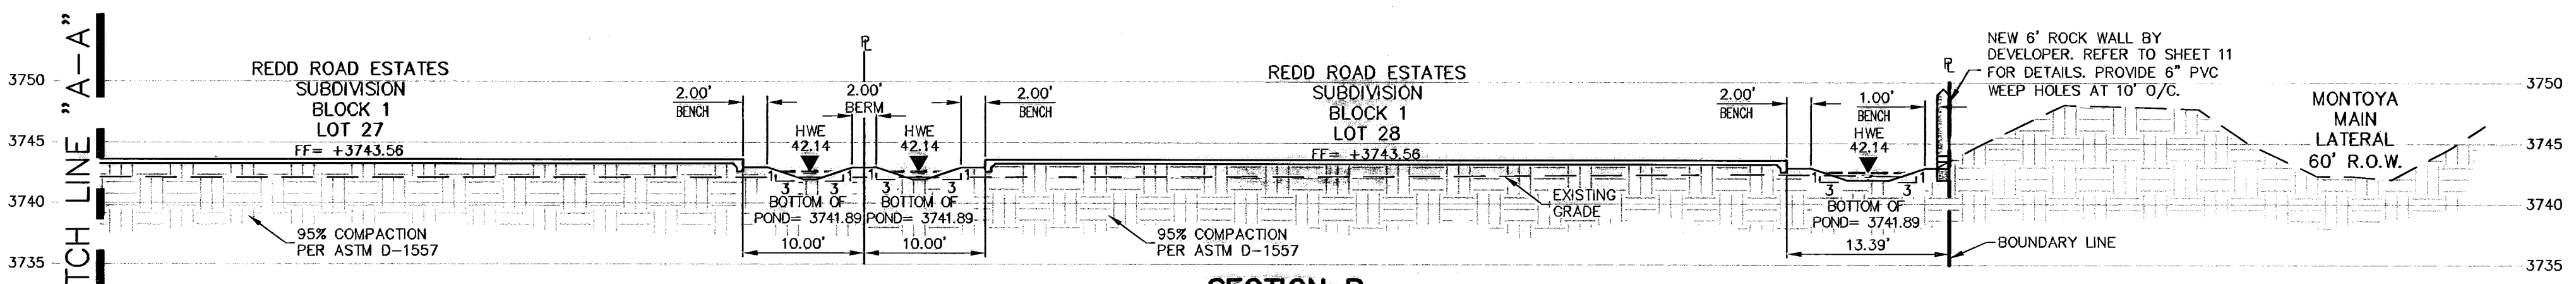 MATCH LINE "A-A"
3750
3745
3740
3735
REDD ROAD ESTATES
SUBDIVISION
BLOCK 1
LOT 27
FF= +3743.56
95% COMPACTION
PER ASTM D-1557
2.00'
BENCH
PL
2.00'
BERM
HWE
42.14
HWE
42.14
2.00'
BENCH
1
3
3
1
1
3
3
1
BOTTOM OF
POND= 3741.89
BOTTOM OF
POND= 3741.89
10.00'
10.00'
REDD ROAD ESTATES
SUBDIVISION
BLOCK 1
LOT 28
FF= +3743.56
95% COMPACTION
PER ASTM D-1557
EXISTING
GRADE
2.00'
BENCH
1.00'
BENCH
HWE
42.14
1
3
3
1
BOTTOM OF
POND= 3741.89
13.39'
PL
NEW 6' ROCK WALL BY
DEVELOPER. REFER TO SHEET 11
FOR DETAILS. PROVIDE 6" PVC
WEEP HOLES AT 10' O/C.
BOUNDARY LINE
MONTOYA
MAIN
LATERAL
60' R.O.W.
3750
3745
3740
3735